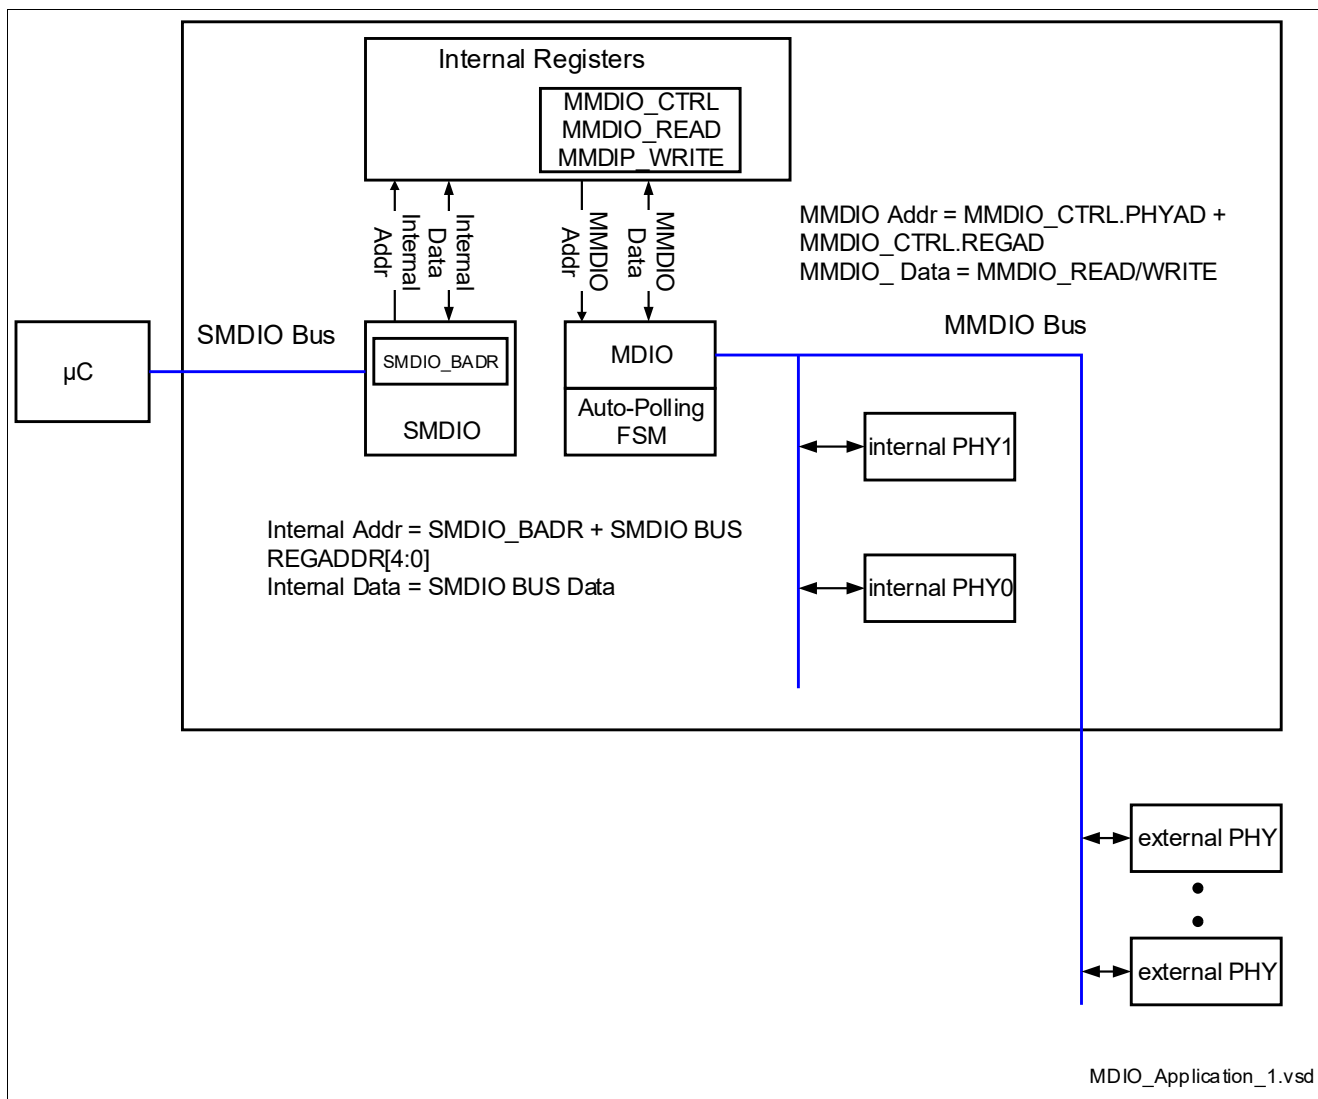 Internal Registers
MMDIO_CTRL
MMDIO_READ
MMDIP_WRITE
Internal
Addr
Internal
Data
MMDIO
Addr
MMDIO
Data
MMDIO Addr = MMDIO_CTRL.PHYAD +
MMDIO_CTRL.REGAD
MMDIO_ Data = MMDIO_READ/WRITE
µC
SMDIO Bus
SMDIO_BADR
SMDIO
MDIO
Auto-Polling
FSM
MMDIO Bus
internal PHY1
Internal Addr = SMDIO_BADR + SMDIO BUS
REGADDR[4:0]
Internal Data = SMDIO BUS Data
internal PHY0
external PHY
external PHY
MDIO_Application_1.vsd